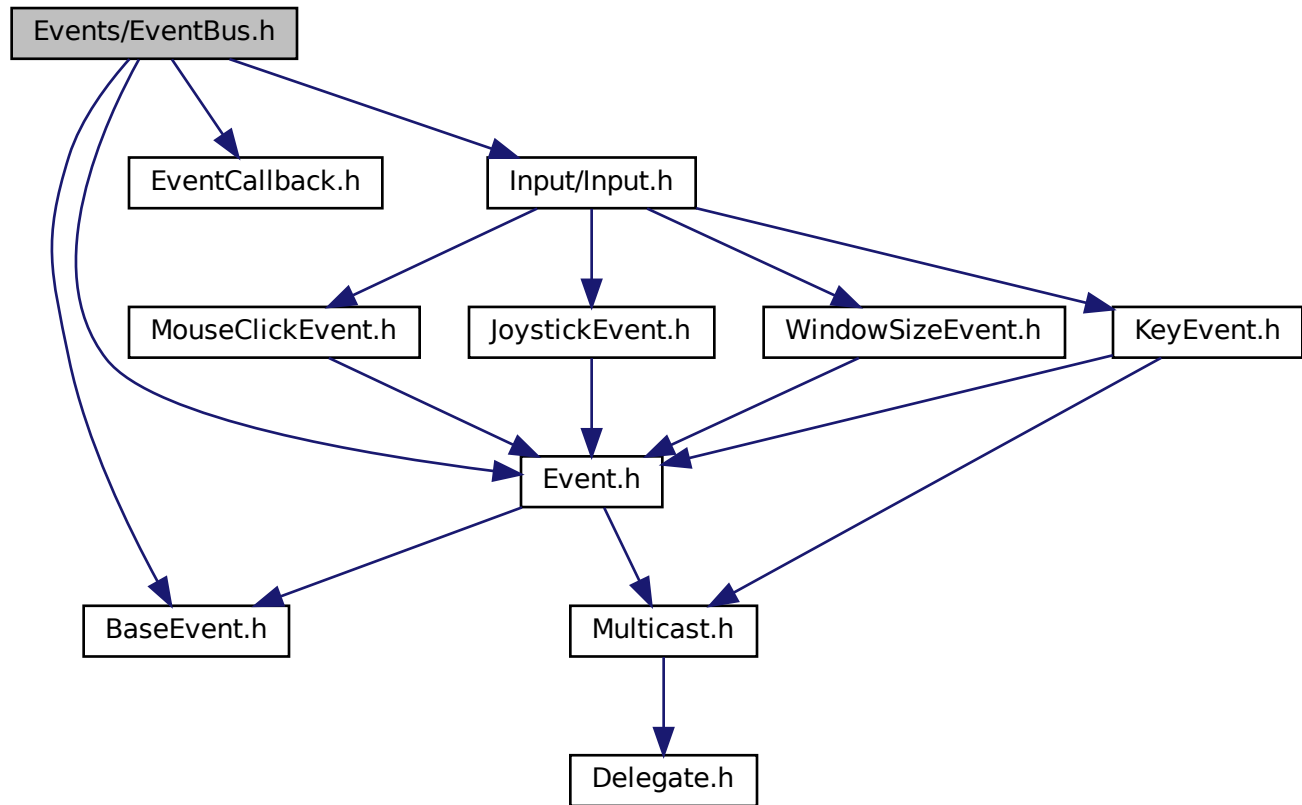 Events/EventBus.h
EventCallback.h
Input/Input.h
MouseClickEvent.h
JoystickEvent.h
WindowSizeEvent.h
KeyEvent.h
Event.h
BaseEvent.h
Multicast.h
Delegate.h